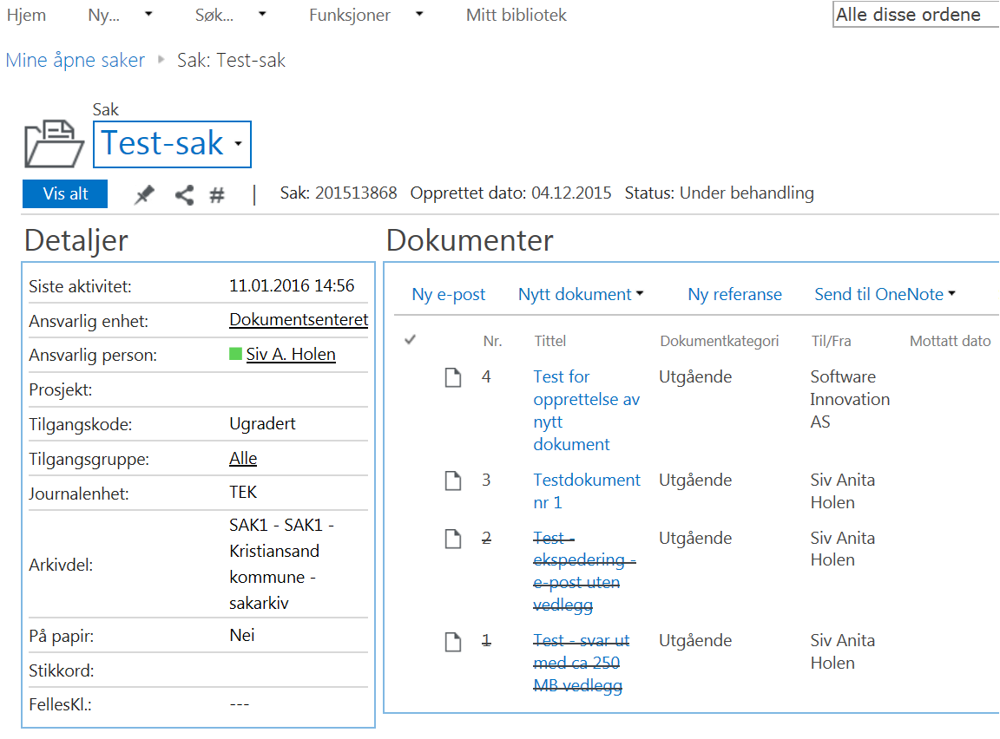 Hjem Ny... Søk... Funksjoner Mitt bibliotek Alle disse ordene
Mine åpne saker Sak: Test-sak
Sak
Test-sak
Vis alt # | Sak: 201513868 Opprettet dato: 04.12.2015 Status: Under behandling
Detaljer
Siste aktivitet: 11.01.2016 14:56
Ansvarlig enhet: Dokumentsenteret
Ansvarlig person: Siv A. Holen
Prosjekt:
Tilgangskode: Ugradert
Tilgangsgruppe: Alle
Journalenhet: TEK
Arkivdel: SAK1 - SAK1 -
Kristiansand
kommune -
sakarkiv
På papir: Nei
Stikkord:
FellesKl.: ---
Dokumenter
Ny e-post Nytt dokument Ny referanse Send til OneNote
Nr. Tittel Dokumentkategori Til/Fra Mottatt dato
4 Test for Utgående Software
opprettelse av Innovation
nytt AS
dokument
3 Testdokument Utgående Siv Anita
nr 1 Holen
2 Test - Utgående Siv Anita
ekspedering - Holen
e-post uten
vedlegg
1 Test - svar ut Utgående Siv Anita
med ca 250 Holen
MB vedlegg